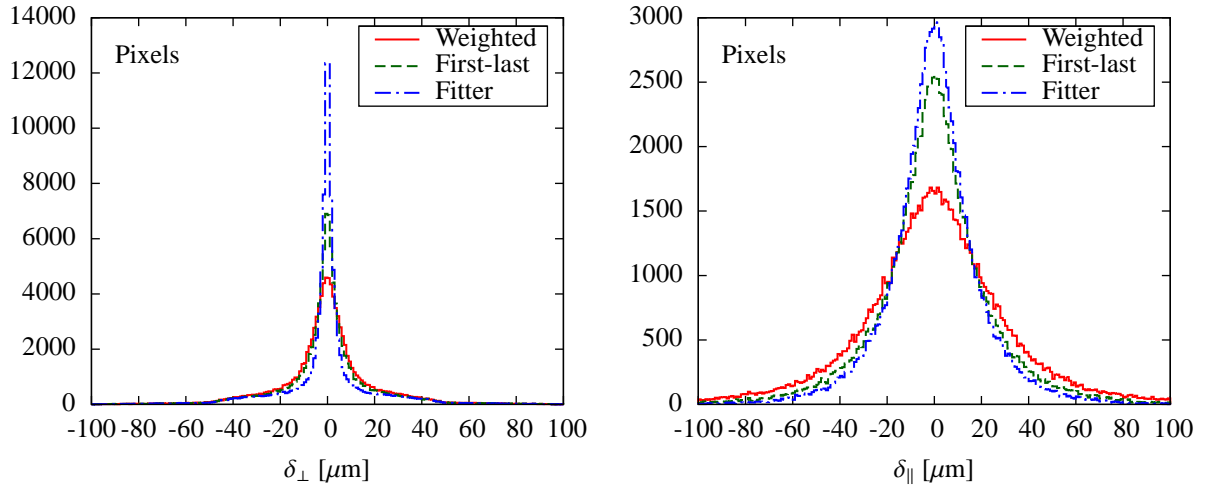 14000
12000
10000
8000
6000
4000
2000
0
Pixels
Weighted
First-last
Fitter
-100 -80 -60 -40 -20 0 20 40 60 80 100
δ⊥ [μm]
3000
2500
2000
1500
1000
500
0
Pixels
Weighted
First-last
Fitter
-100 -80 -60 -40 -20 0 20 40 60 80 100
δ∥ [μm]